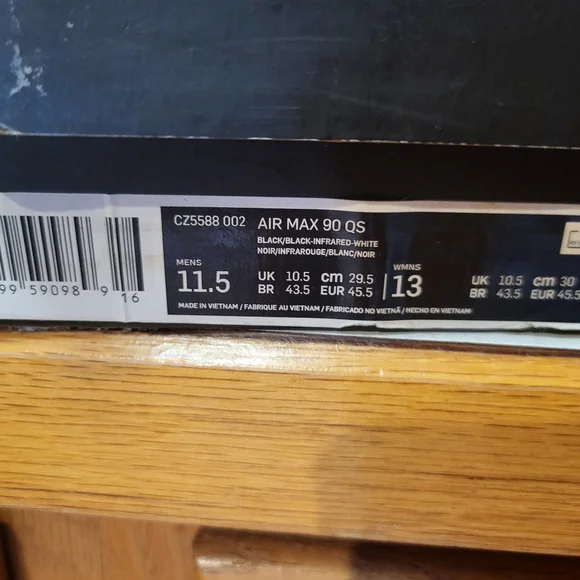 CZ5588 002 AIR MAX 90 QS
BLACK/BLACK-INFRARED-WHITE
NOIR/INFRAROUGE/BLANC/NOIR
MENS
11.5
UK 10.5 cm 29.5
BR 43.5 EUR 45.5
WMNS
13
UK 10.5 cm 30
BR 43.5 EUR 45.5
MADE IN VIETNAM / FABRIQUE AU VIETNAM / FABRICADO NO VIETNÃ / HECHO EN VIETNAM
99 59098 9 16